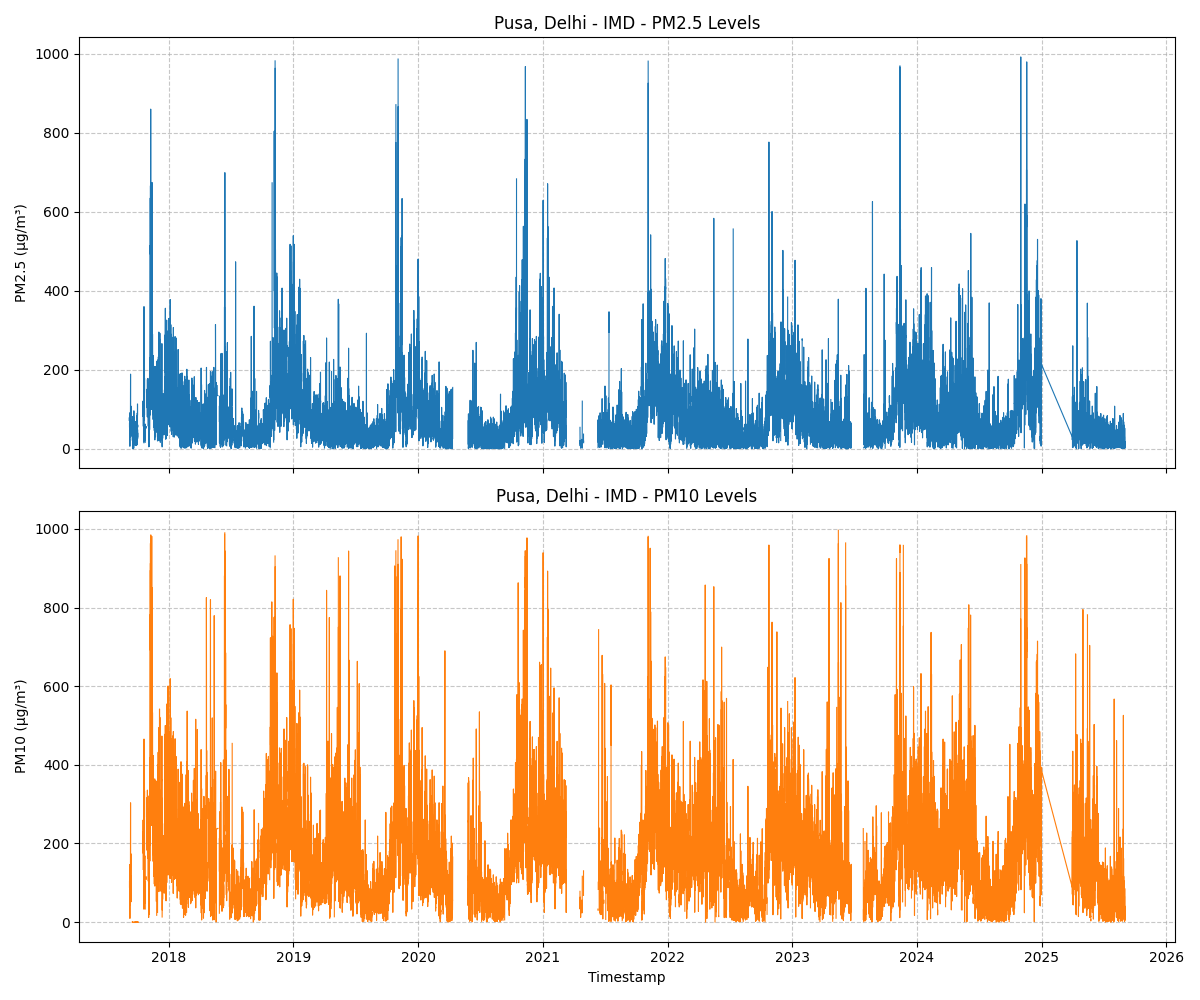 Pusa, Delhi - IMD - PM2.5 Levels
1000
800
600
400
200
0
PM2.5 (µg/m³)
Pusa, Delhi - IMD - PM10 Levels
1000
800
600
400
200
0
PM10 (µg/m³)
2018 2019 2020 2021 2022 2023 2024 2025 2026
Timestamp